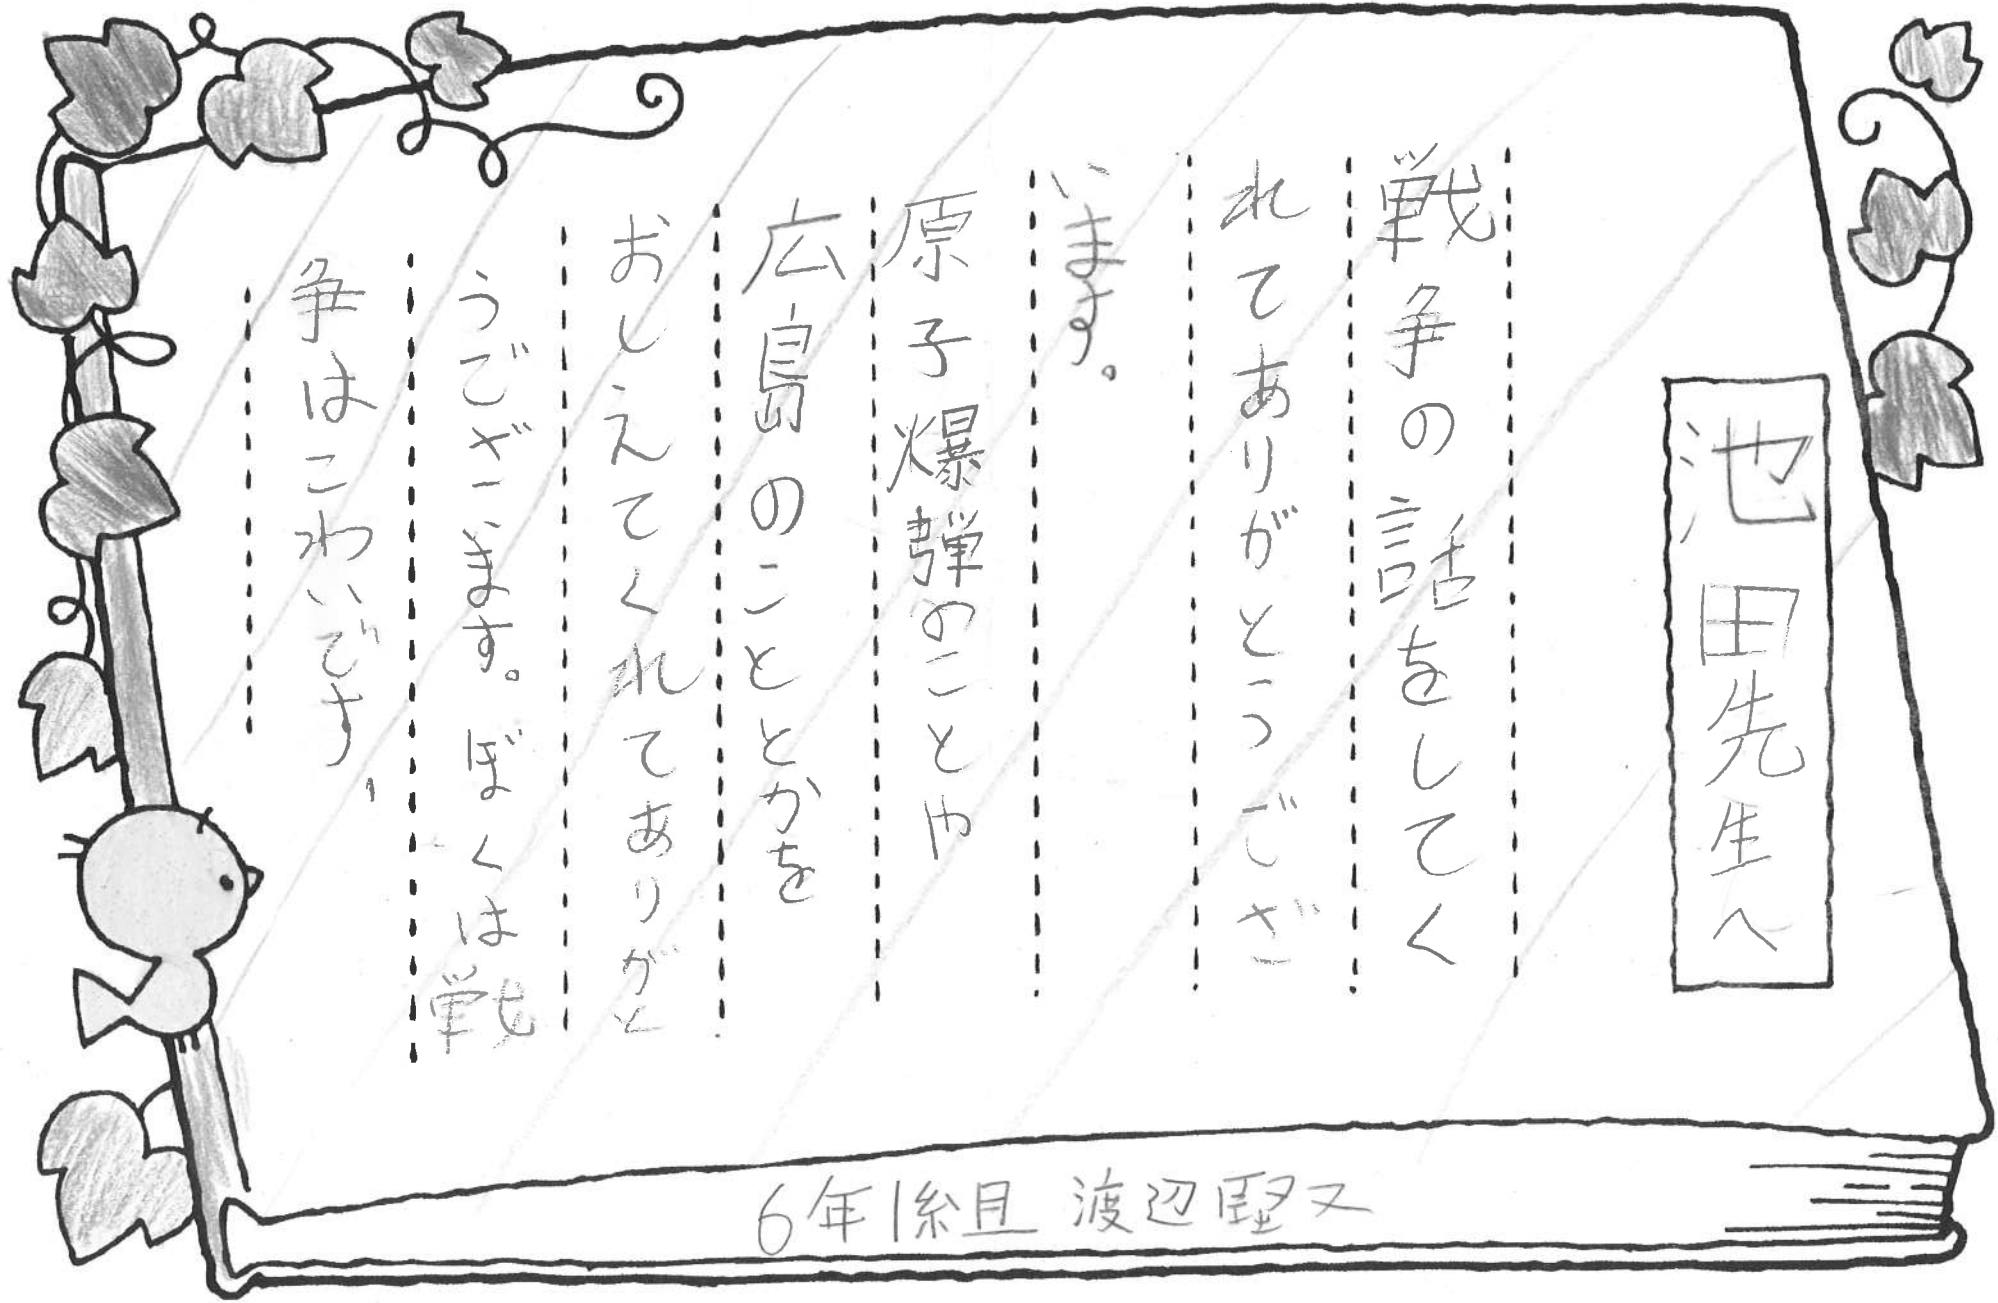 池田先生へ
戦争の話をしてく
れてありがとうござ
います。
原子爆弾のことや
広島のこととかを
おしえてくれてありがと
うございます。ぼくは戦
争はこわいです。
6年1組 渡辺堅又